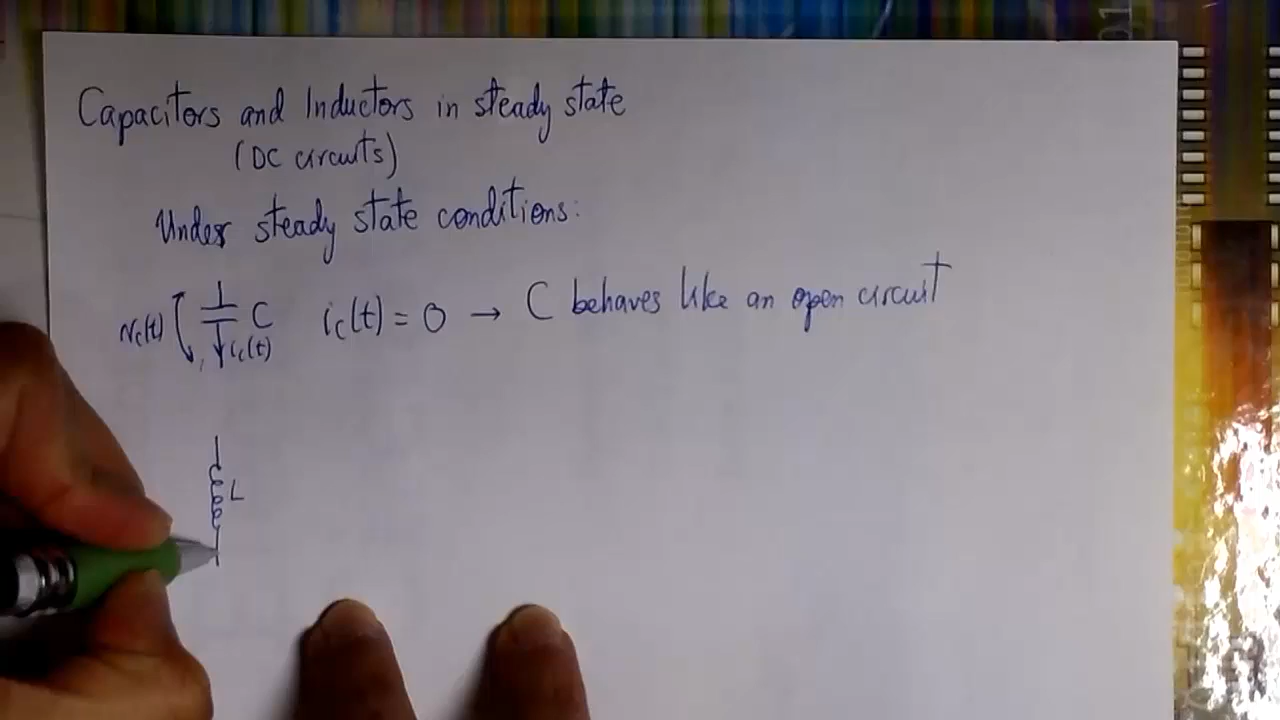 Capacitors and Inductors in steady state
(DC circuits)
Under steady state conditions:
vc(t) C ic(t) = 0 → C behaves like an open circuit
ic(t)
L